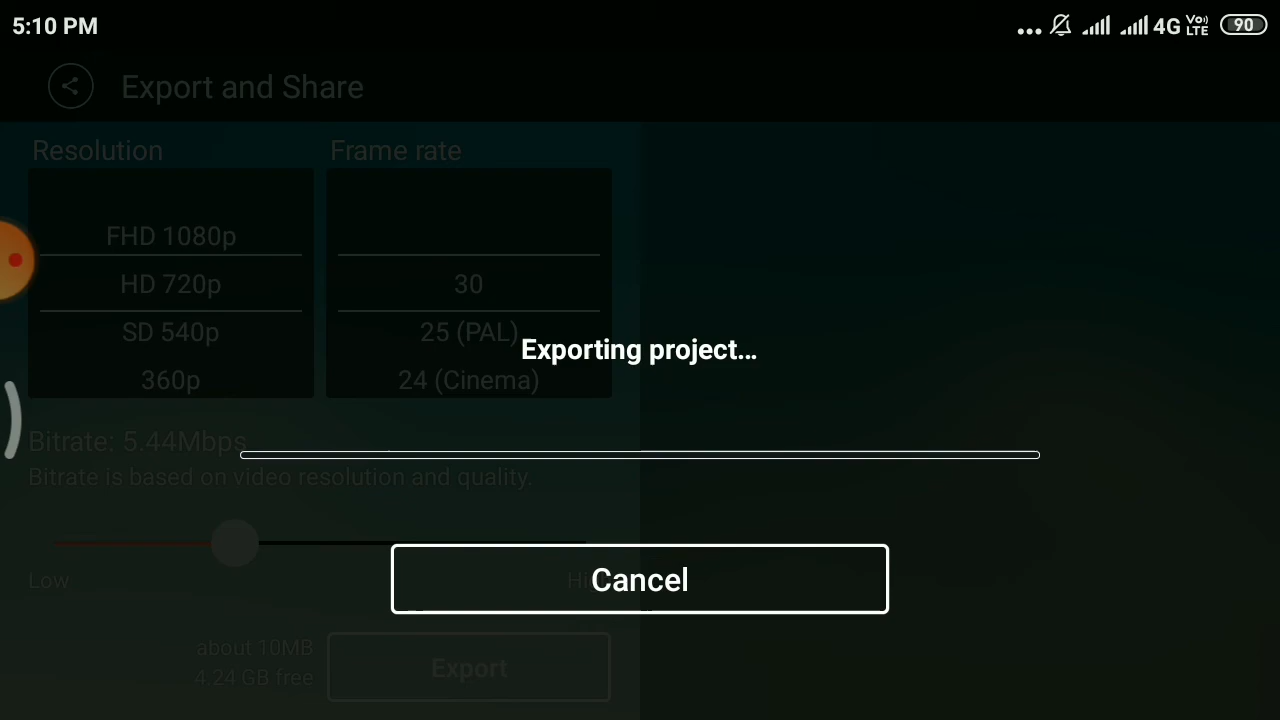 5:10 PM
4G Vo) LTE 90
Export and Share
Resolution
Frame rate
FHD 1080p
HD 720p
30
SD 540p
25 (PAL)
360p
24 (Cinema)
Exporting project...
Bitrate: 5.44Mbps
Bitrate is based on video resolution and quality.
Low
Cancel
about 10MB
4.24 GB free
Export